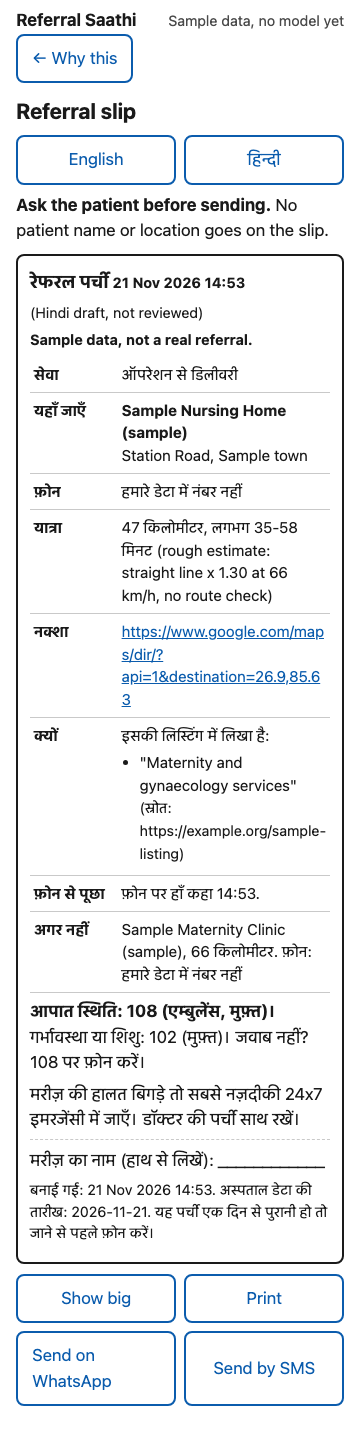 Referral Saathi
Sample data, no model yet
← Why this
Referral slip
English
हिन्दी
Ask the patient before sending. No
patient name or location goes on the slip.
रेफरल पर्ची 21 Nov 2026 14:53
(Hindi draft, not reviewed)
Sample data, not a real referral.
सेवा ऑपरेशन से डिलीवरी
यहाँ जाएँ Sample Nursing Home
(sample)
Station Road, Sample town
फ़ोन हमारे डेटा में नंबर नहीं
यात्रा 47 किलोमीटर, लगभग 35-58
मिनट (rough estimate:
straight line x 1.30 at 66
km/h, no route check)
नक्शा https://www.google.com/map
s/dir/?
api=1&destination=26.9,85.6
3
क्यों इसकी लिस्टिंग में लिखा है:
• "Maternity and
gynaecology services"
(स्रोत:
https://example.org/sample-
listing)
फ़ोन से पूछा फ़ोन पर हाँ कहा 14:53.
अगर नहीं Sample Maternity Clinic
(sample), 66 किलोमीटर. फ़ोन:
हमारे डेटा में नंबर नहीं
आपात स्थिति: 108 (एम्बुलेंस, मुफ़्त)।
गर्भावस्था या शिशु: 102 (मुफ़्त)। जवाब नहीं?
108 पर फ़ोन करें।
मरीज़ की हालत बिगड़े तो सबसे नज़दीकी 24x7
इमरजेंसी में जाएँ। डॉक्टर की पर्ची साथ रखें।
मरीज़ का नाम (हाथ से लिखें): ____________
बनाई गई: 21 Nov 2026 14:53. अस्पताल डेटा की
तारीख: 2026-11-21. यह पर्ची एक दिन से पुरानी हो तो
जाने से पहले फ़ोन करें।
Show big
Print
Send on
WhatsApp
Send by SMS